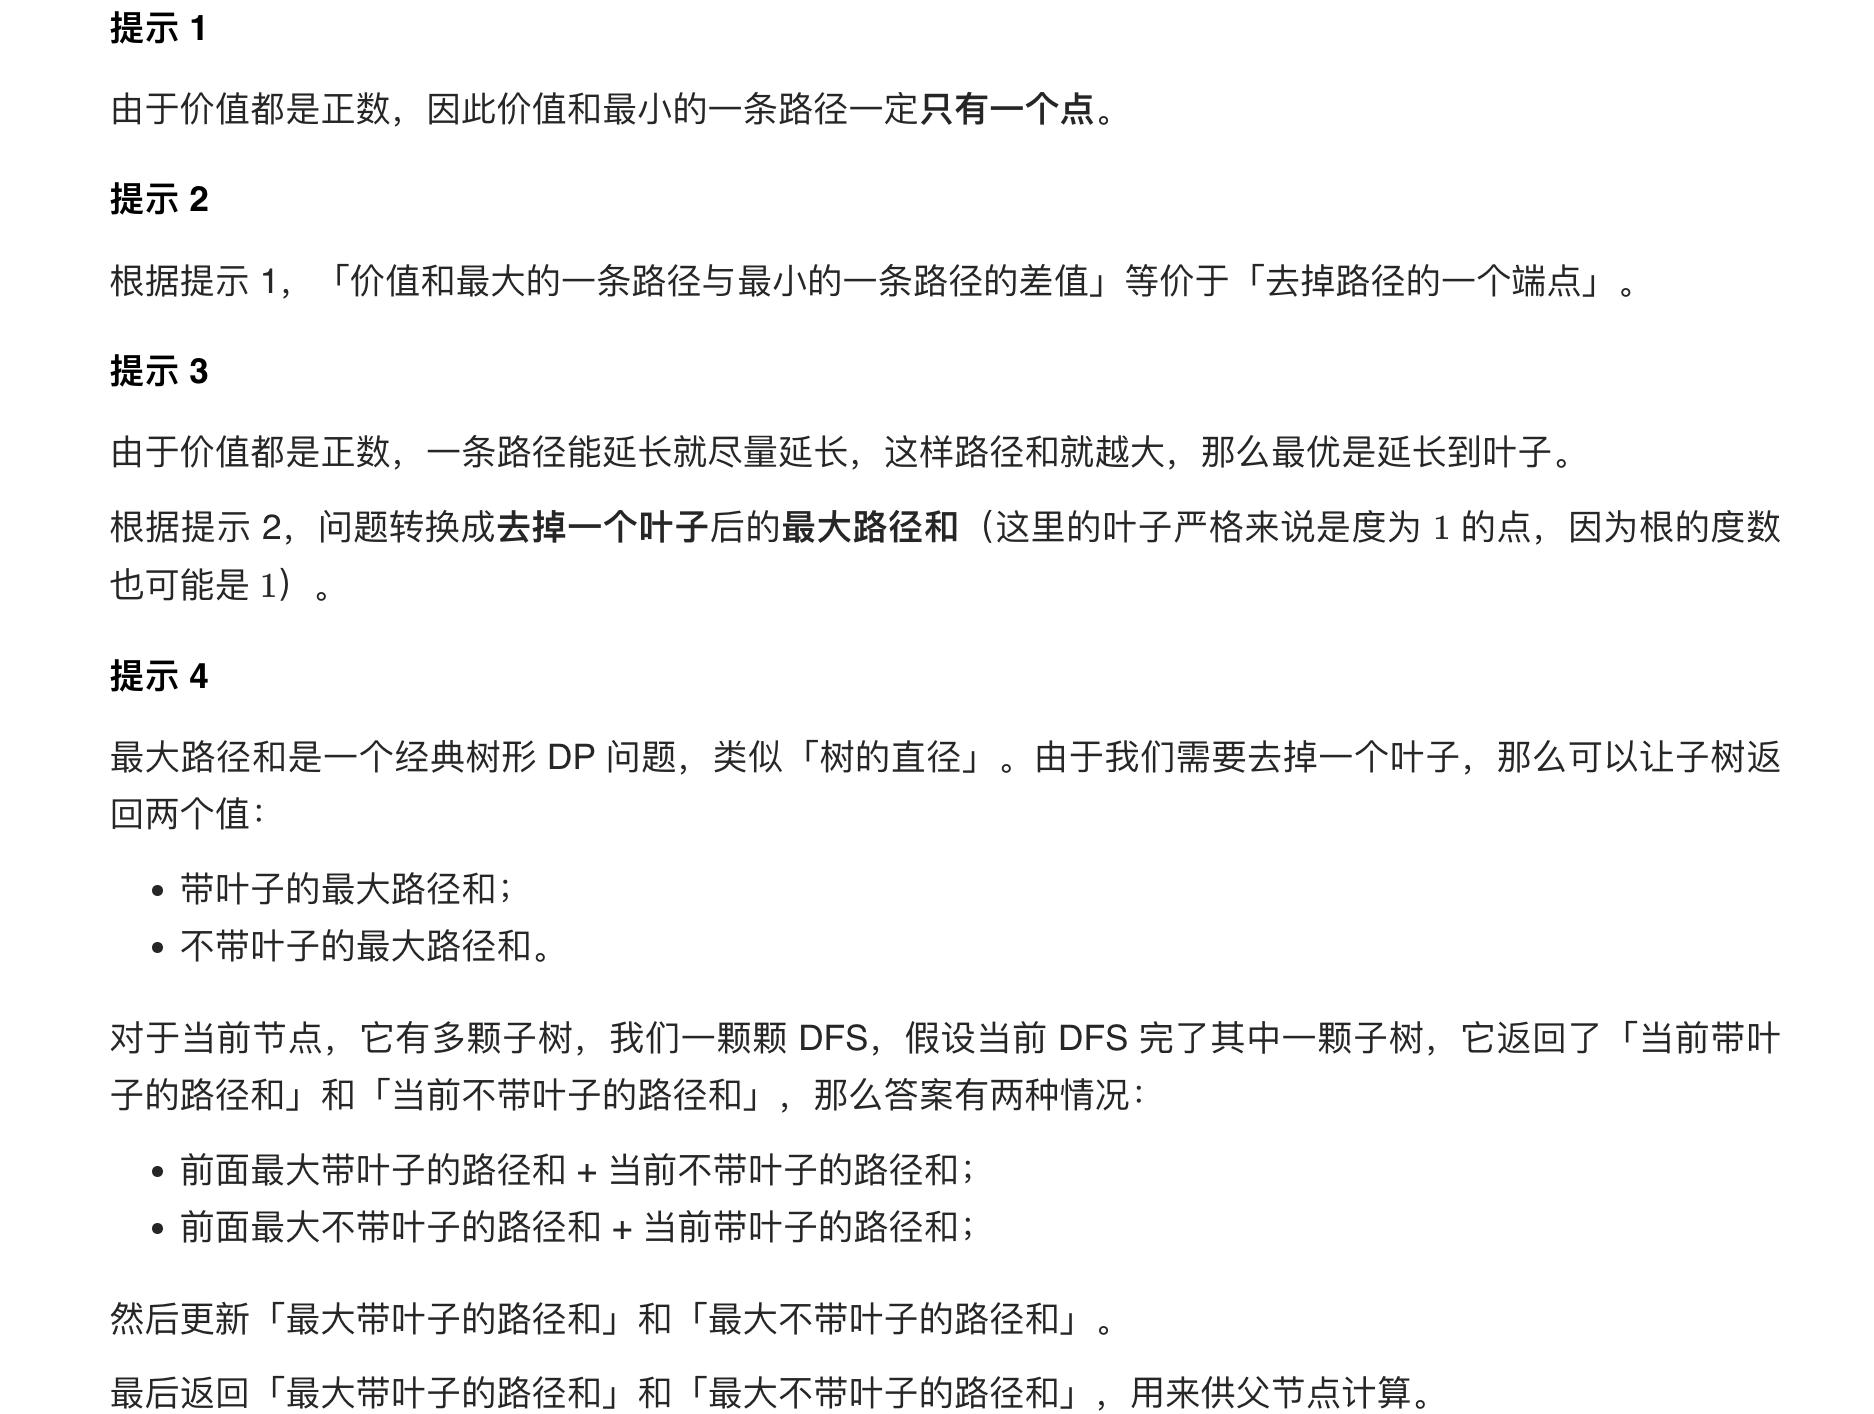 提示 1
由于价值都是正数，因此价值和最小的一条路径一定只有一个点。
提示 2
根据提示 1，「价值和最大的一条路径与最小的一条路径的差值」等价于「去掉路径的一个端点」。
提示 3
由于价值都是正数，一条路径能延长就尽量延长，这样路径和就越大，那么最优是延长到叶子。
根据提示 2，问题转换成去掉一个叶子后的最大路径和（这里的叶子严格来说是度为 1 的点，因为根的度数
也可能是 1）。
提示 4
最大路径和是一个经典树形 DP 问题，类似「树的直径」。由于我们需要去掉一个叶子，那么可以让子树返
回两个值：
• 带叶子的最大路径和；
• 不带叶子的最大路径和。
对于当前节点，它有多颗子树，我们一颗颗 DFS，假设当前 DFS 完了其中一颗子树，它返回了「当前带叶
子的路径和」和「当前不带叶子的路径和」，那么答案有两种情况：
• 前面最大带叶子的路径和 + 当前不带叶子的路径和；
• 前面最大不带叶子的路径和 + 当前带叶子的路径和；
然后更新「最大带叶子的路径和」和「最大不带叶子的路径和」。
最后返回「最大带叶子的路径和」和「最大不带叶子的路径和」，用来供父节点计算。